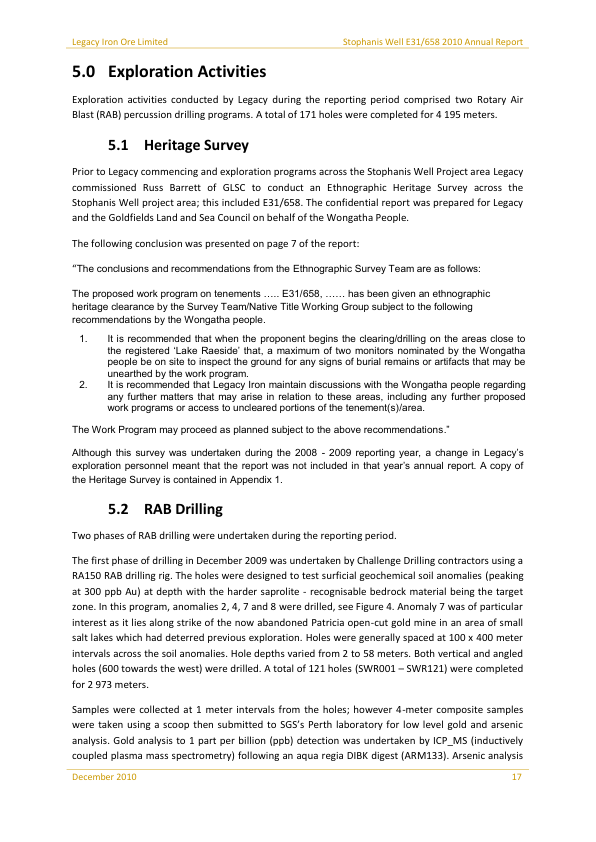 Legacy Iron Ore Limited Stophanis Well E31/658 2010 Annual Report
5.0 Exploration Activities
Exploration activities conducted by Legacy during the reporting period comprised two Rotary Air
Blast (RAB) percussion drilling programs. A total of 171 holes were completed for 4 195 meters.
5.1 Heritage Survey
Prior to Legacy commencing and exploration programs across the Stophanis Well Project area Legacy
commissioned Russ Barrett of GLSC to conduct an Ethnographic Heritage Survey across the
Stophanis Well project area; this included E31/658. The confidential report was prepared for Legacy
and the Goldfields Land and Sea Council on behalf of the Wongatha People.
The following conclusion was presented on page 7 of the report:
"The conclusions and recommendations from the Ethnographic Survey Team are as follows:
The proposed work program on tenements ..... E31/658, ...... has been given an ethnographic
heritage clearance by the Survey Team/Native Title Working Group subject to the following
recommendations by the Wongatha people.
1. It is recommended that when the proponent begins the clearing/drilling on the areas close to
the registered 'Lake Raeside' that, a maximum of two monitors nominated by the Wongatha
people be on site to inspect the ground for any signs of burial remains or artifacts that may be
unearthed by the work program.
2. It is recommended that Legacy Iron maintain discussions with the Wongatha people regarding
any further matters that may arise in relation to these areas, including any further proposed
work programs or access to uncleared portions of the tenement(s)/area.
The Work Program may proceed as planned subject to the above recommendations."
Although this survey was undertaken during the 2008 - 2009 reporting year, a change in Legacy's
exploration personnel meant that the report was not included in that year's annual report. A copy of
the Heritage Survey is contained in Appendix 1.
5.2 RAB Drilling
Two phases of RAB drilling were undertaken during the reporting period.
The first phase of drilling in December 2009 was undertaken by Challenge Drilling contractors using a
RA150 RAB drilling rig. The holes were designed to test surficial geochemical soil anomalies (peaking
at 300 ppb Au) at depth with the harder saprolite - recognisable bedrock material being the target
zone. In this program, anomalies 2, 4, 7 and 8 were drilled, see Figure 4. Anomaly 7 was of particular
interest as it lies along strike of the now abandoned Patricia open-cut gold mine in an area of small
salt lakes which had deterred previous exploration. Holes were generally spaced at 100 x 400 meter
intervals across the soil anomalies. Hole depths varied from 2 to 58 meters. Both vertical and angled
holes (600 towards the west) were drilled. A total of 121 holes (SWR001 – SWR121) were completed
for 2 973 meters.
Samples were collected at 1 meter intervals from the holes; however 4-meter composite samples
were taken using a scoop then submitted to SGS's Perth laboratory for low level gold and arsenic
analysis. Gold analysis to 1 part per billion (ppb) detection was undertaken by ICP_MS (inductively
coupled plasma mass spectrometry) following an aqua regia DIBK digest (ARM133). Arsenic analysis
December 2010 17